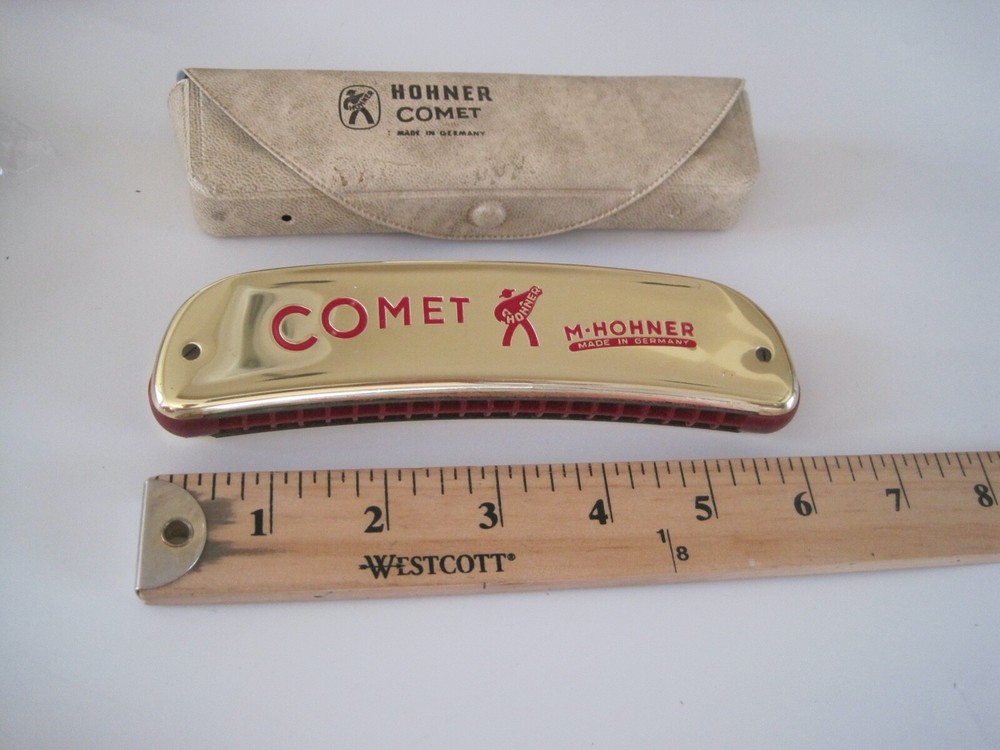 HOHNER
HOHNER
COMET
MADE IN GERMANY
COMET
HOHNER
M·HOHNER
MADE IN GERMANY
1 2 3 4 5 6 7 8
1/8
WESTCOTT®